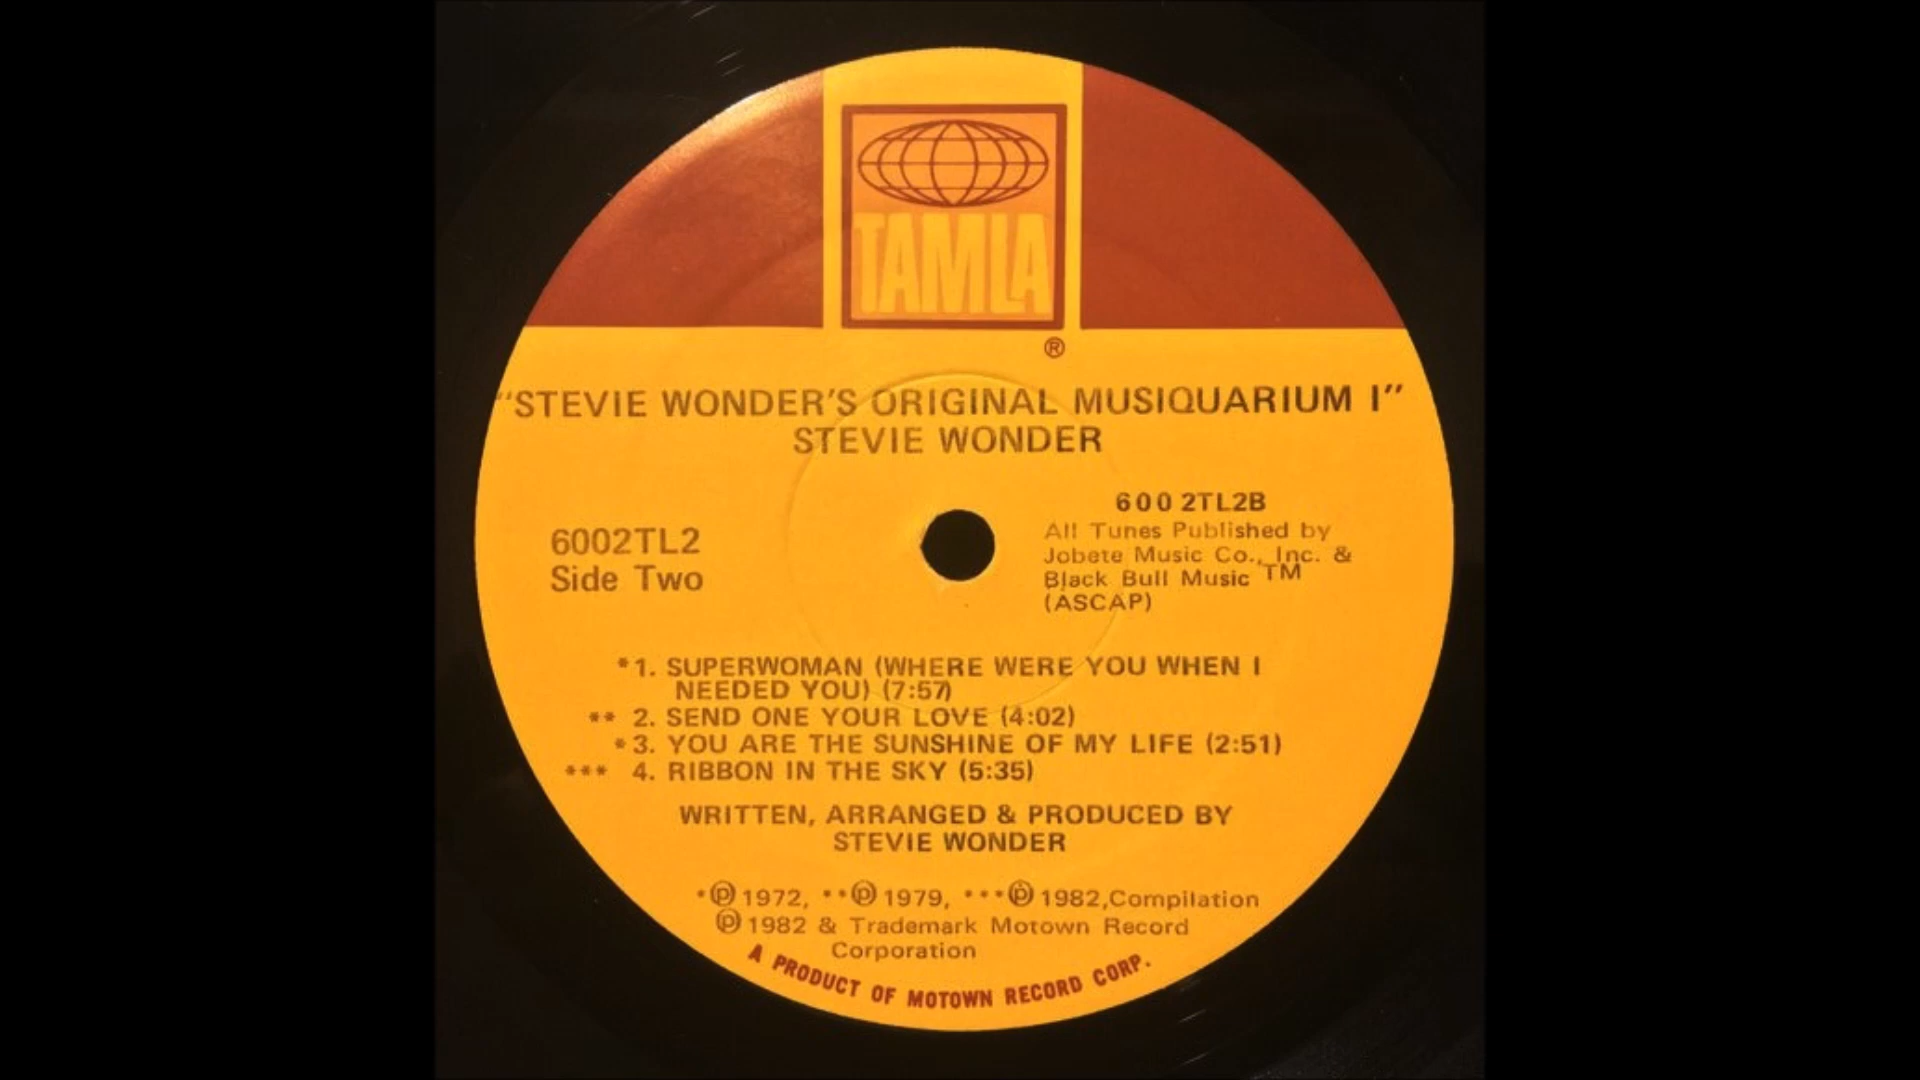 TAMLA
®
"STEVIE WONDER'S ORIGINAL MUSIQUARIUM I"
STEVIE WONDER
6002TL2
Side Two
600 2TL2B
All Tunes Published by
Jobete Music Co., Inc. &
Black Bull Music TM
(ASCAP)
*1. SUPERWOMAN (WHERE WERE YOU WHEN I
NEEDED YOU) (7:57)
** 2. SEND ONE YOUR LOVE (4:02)
*3. YOU ARE THE SUNSHINE OF MY LIFE (2:51)
*** 4. RIBBON IN THE SKY (5:35)
WRITTEN, ARRANGED & PRODUCED BY
STEVIE WONDER
*℗ 1972, **℗ 1979, ***℗ 1982,Compilation
℗ 1982 & Trademark Motown Record
Corporation
A PRODUCT OF MOTOWN RECORD CORP.